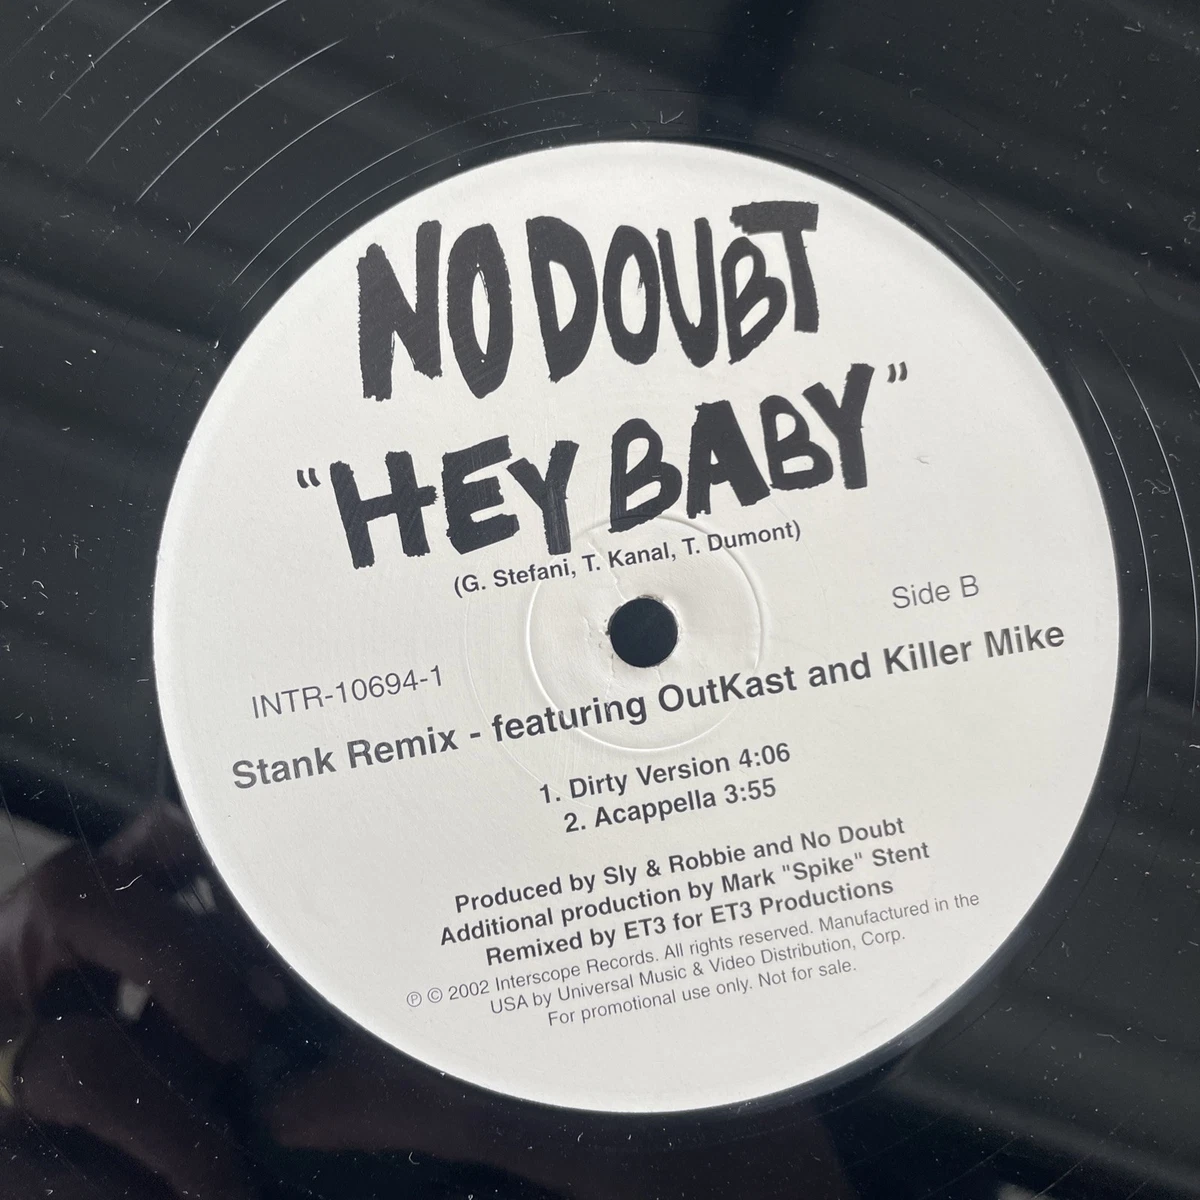 NO DOUBT
"HEY BABY"
(G. Stefani, T. Kanal, T. Dumont)
Side B
INTR-10694-1
Stank Remix - featuring OutKast and Killer Mike
1. Dirty Version 4:06
2. Acappella 3:55
Produced by Sly & Robbie and No Doubt
Additional production by Mark "Spike" Stent
Remixed by ET3 for ET3 Productions
℗ © 2002 Interscope Records. All rights reserved. Manufactured in the
USA by Universal Music & Video Distribution, Corp.
For promotional use only. Not for sale.